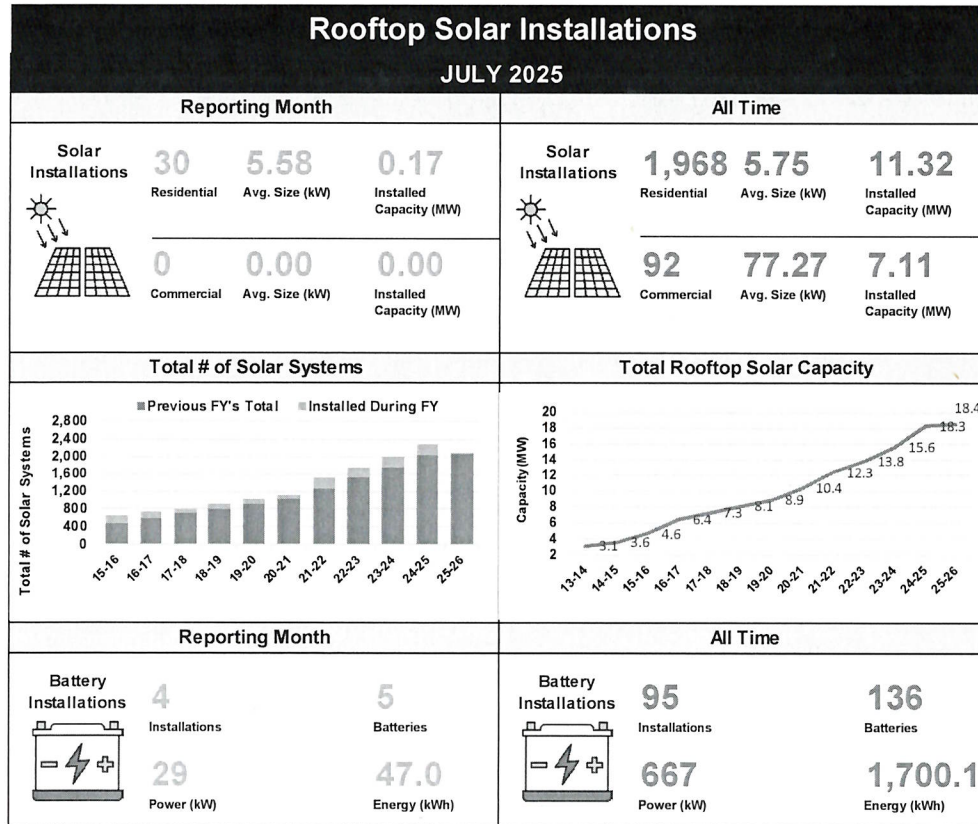 Rooftop Solar Installations
JULY 2025
Reporting Month
Solar
Installations
30
5.58
0.17
Residential
Avg. Size (kW)
Installed
Capacity (MW)
0
0.00
0.00
Commercial
Avg. Size (kW)
Installed
Capacity (MW)
All Time
Solar
Installations
1,968
5.75
11.32
Residential
Avg. Size (kW)
Installed
Capacity (MW)
92
77.27
7.11
Commercial
Avg. Size (kW)
Installed
Capacity (MW)
Total # of Solar Systems
Previous FY's Total
Installed During FY
Total # of Solar Systems
2,800
2,400
2,000
1,600
1,200
800
400
0
15-16
16-17
17-18
18-19
19-20
20-21
21-22
22-23
23-24
24-25
25-26
Total Rooftop Solar Capacity
Capacity (MW)
20
18
16
14
12
10
8
6
4
2
3.1
3.6
4.6
6.4
7.3
8.1
8.9
10.4
12.3
13.8
15.6
18.3
18.4
13-14
14-15
15-16
16-17
17-18
18-19
19-20
20-21
21-22
22-23
23-24
24-25
25-26
Reporting Month
Battery
Installations
4
5
Installations
Batteries
29
47.0
Power (kW)
Energy (kWh)
All Time
Battery
Installations
95
136
Installations
Batteries
667
1,700.1
Power (kW)
Energy (kWh)